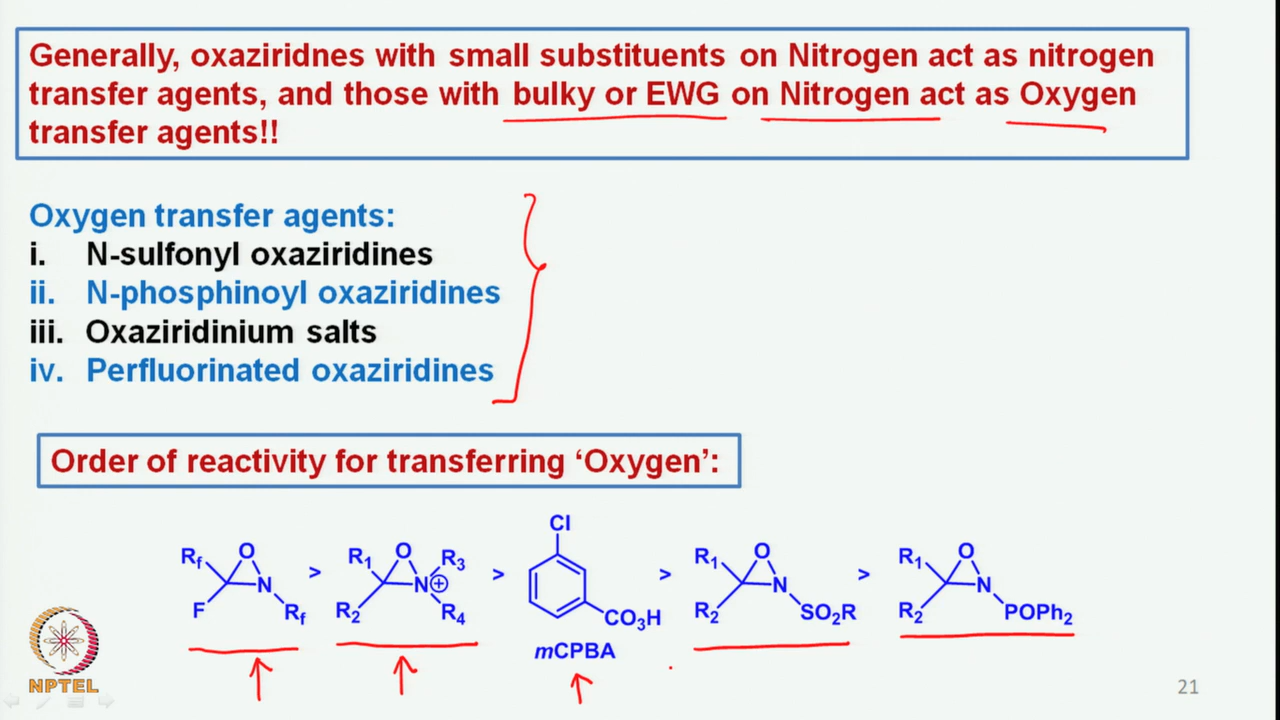 Generally, oxaziridnes with small substituents on Nitrogen act as nitrogen
transfer agents, and those with bulky or EWG on Nitrogen act as Oxygen
transfer agents!!
Oxygen transfer agents:
i. N-sulfonyl oxaziridines
ii. N-phosphinoyl oxaziridines
iii. Oxaziridinium salts
iv. Perfluorinated oxaziridines
Order of reactivity for transferring ‘Oxygen’:
Rf O N F Rf > R1 O R3 N⊕ R2 R4 > Cl CO3H > R1 O N R2 SO2R > R1 O N R2 POPh2
mCPBA
NPTEL
21